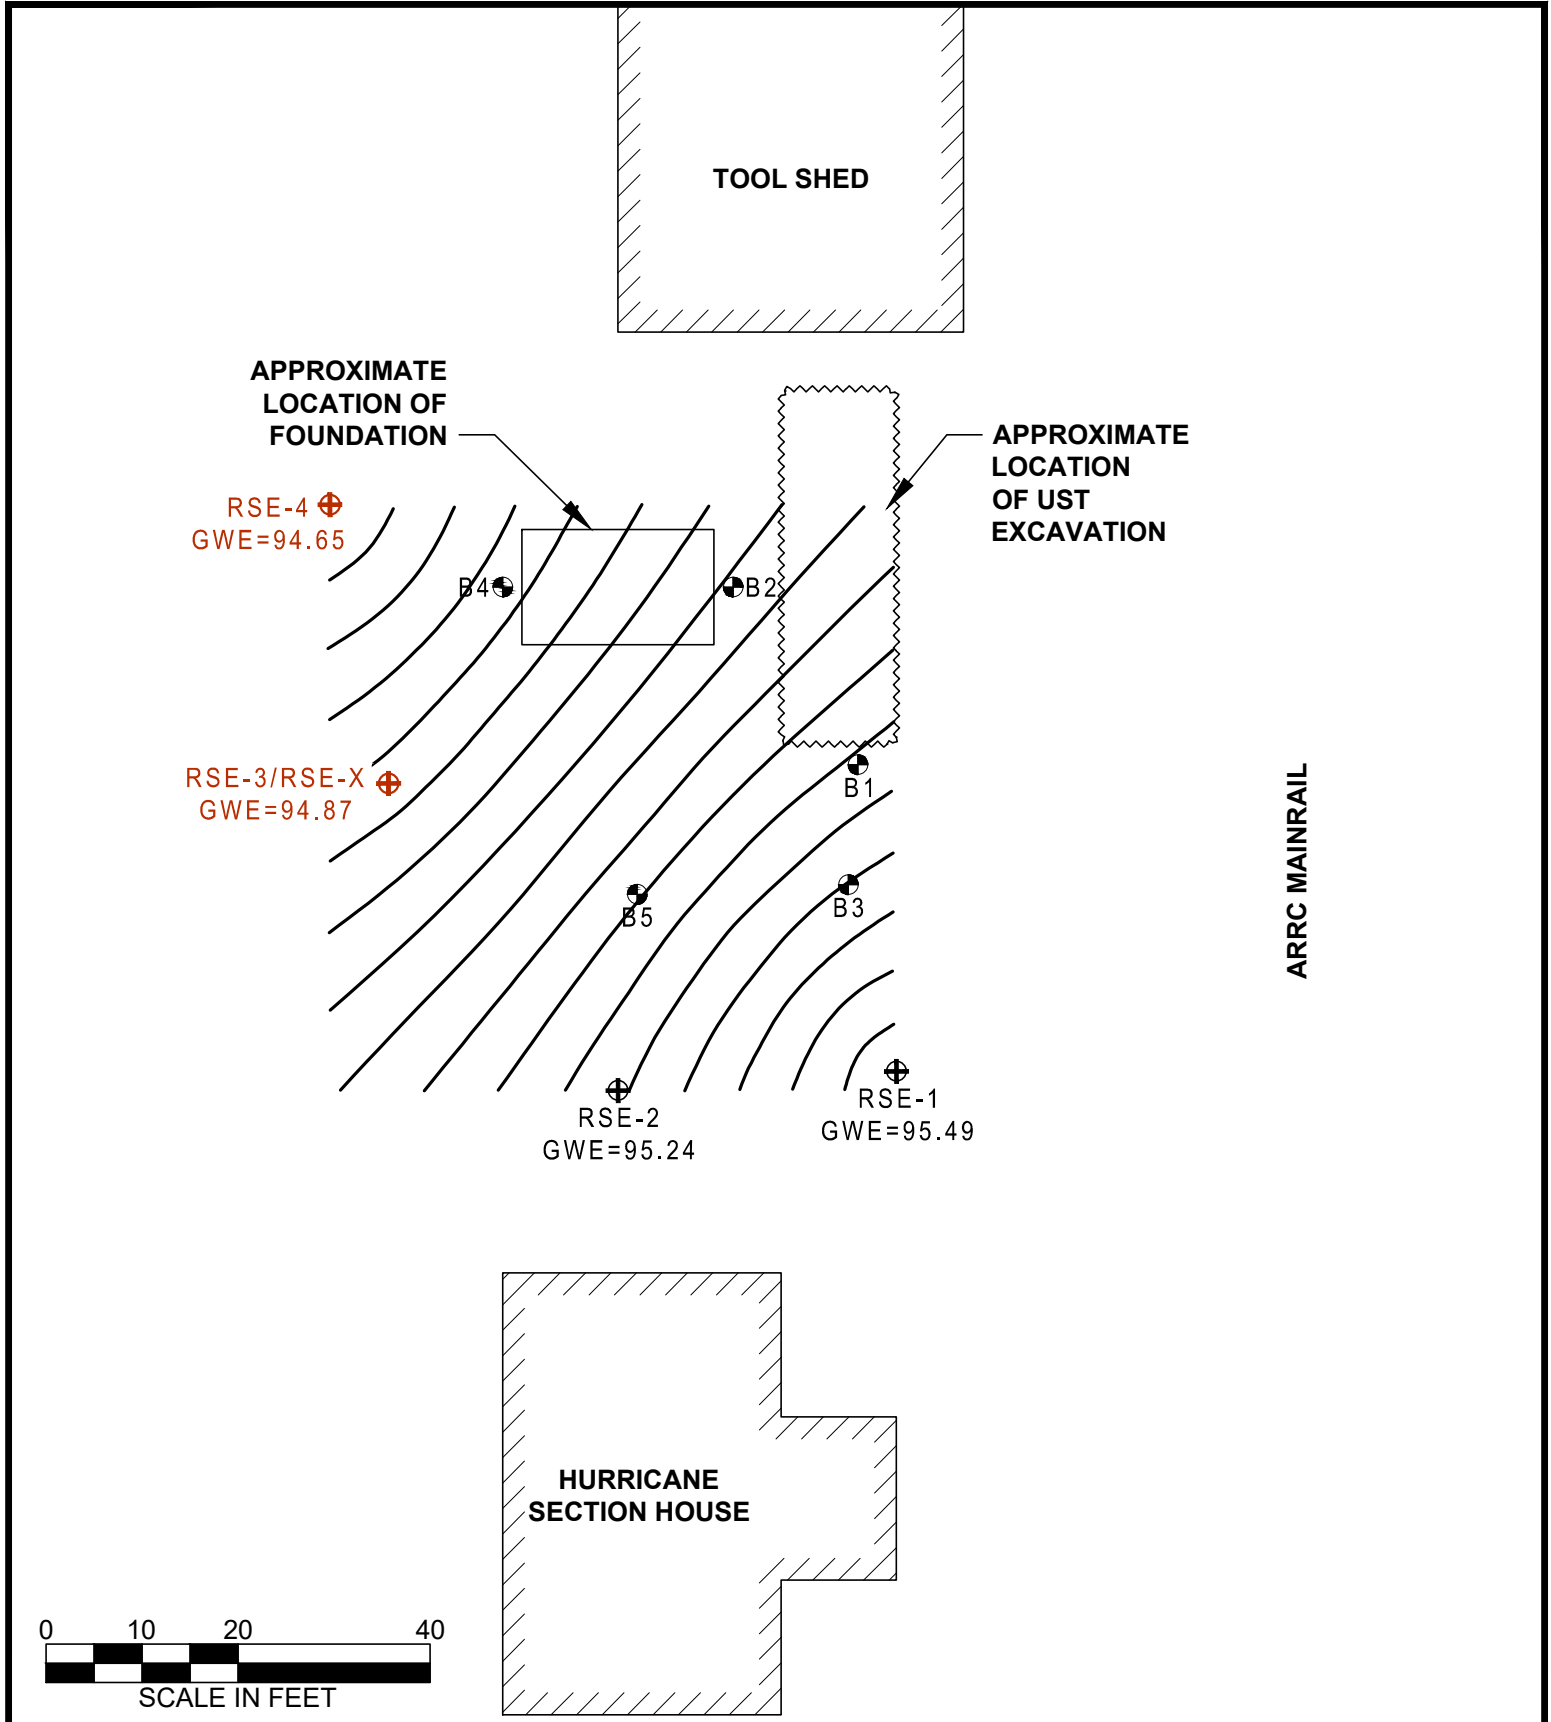 TOOL SHED
APPROXIMATE
LOCATION OF
FOUNDATION
APPROXIMATE
LOCATION
OF UST
EXCAVATION
RSE-4
GWE=94.65
B4
B2
RSE-3/RSE-X
GWE=94.87
B1
B3
B5
ARRC MAINRAIL
RSE-1
GWE=95.49
RSE-2
GWE=95.24
HURRICANE
SECTION HOUSE
0 10 20 40
SCALE IN FEET